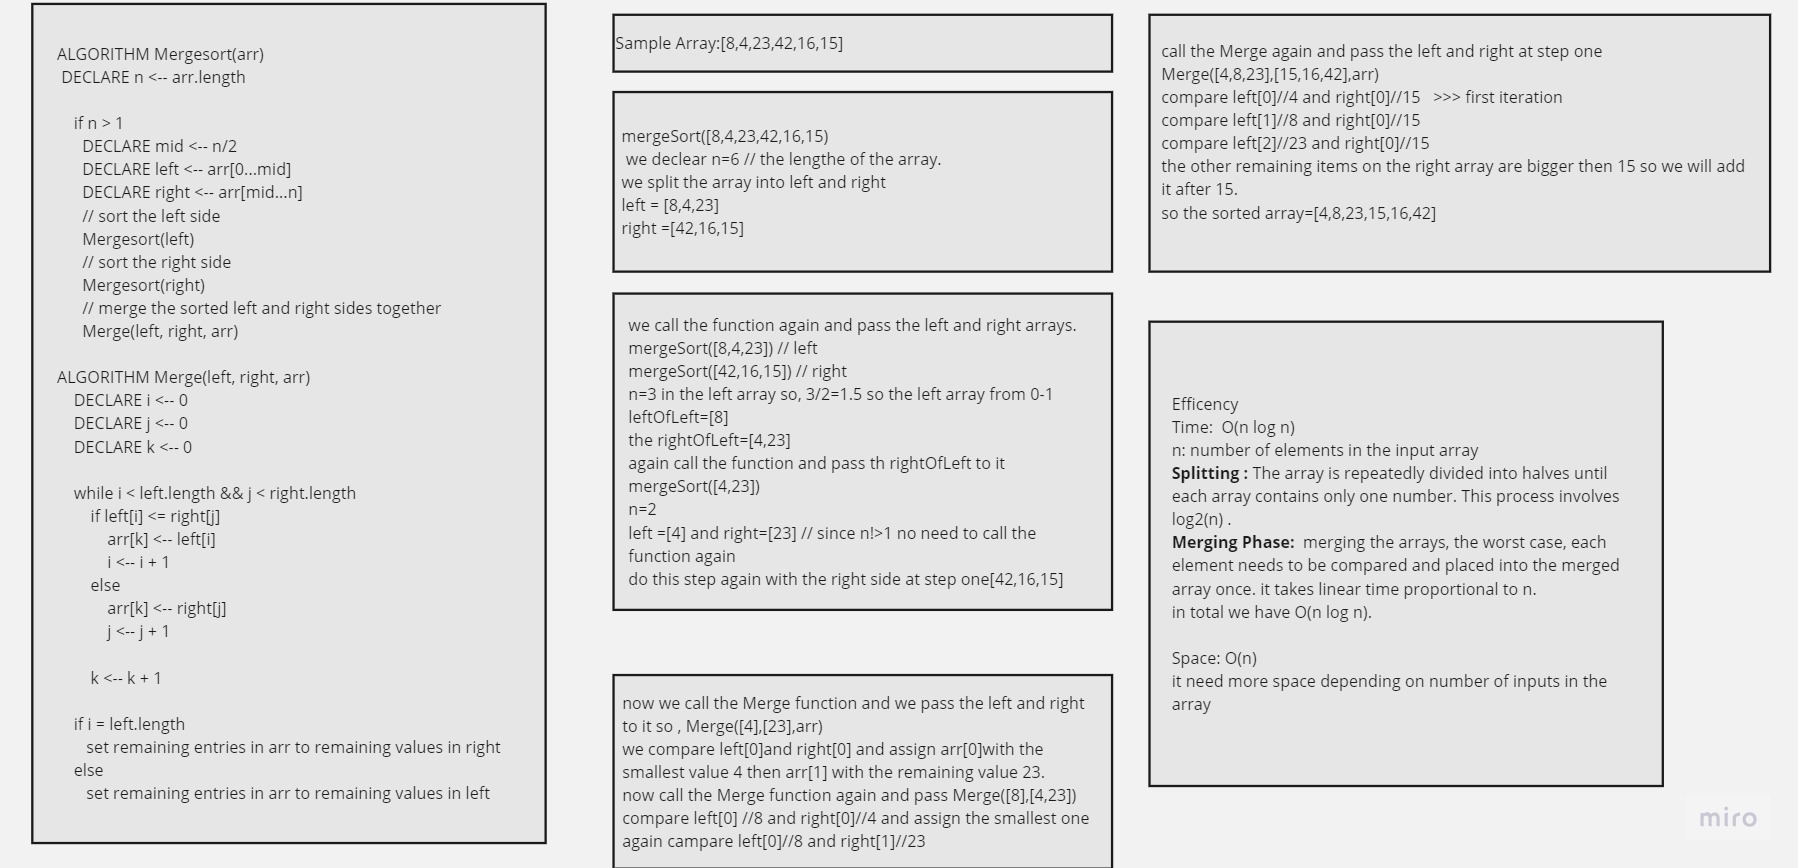 ALGORITHM Mergesort(arr)
DECLARE n <-- arr.length
if n > 1
DECLARE mid <-- n/2
DECLARE left <-- arr[0...mid]
DECLARE right <-- arr[mid...n]
// sort the left side
Mergesort(left)
// sort the right side
Mergesort(right)
// merge the sorted left and right sides together
Merge(left, right, arr)
ALGORITHM Merge(left, right, arr)
DECLARE i <-- 0
DECLARE j <-- 0
DECLARE k <-- 0
while i < left.length && j < right.length
if left[i] <= right[j]
arr[k] <-- left[i]
i <-- i + 1
else
arr[k] <-- right[j]
j <-- j + 1
k <-- k + 1
if i = left.length
set remaining entries in arr to remaining values in right
else
set remaining entries in arr to remaining values in left
Sample Array:[8,4,23,42,16,15]
mergeSort([8,4,23,42,16,15)
we declear n=6 // the lengthe of the array.
we split the array into left and right
left = [8,4,23]
right =[42,16,15]
we call the function again and pass the left and right arrays.
mergeSort([8,4,23]) // left
mergeSort([42,16,15]) // right
n=3 in the left array so, 3/2=1.5 so the left array from 0-1
leftOfLeft=[8]
the rightOfLeft=[4,23]
again call the function and pass th rightOfLeft to it
mergeSort([4,23])
n=2
left =[4] and right=[23] // since n!>1 no need to call the
function again
do this step again with the right side at step one[42,16,15]
now we call the Merge function and we pass the left and right
to it so , Merge([4],[23],arr)
we compare left[0]and right[0] and assign arr[0]with the
smallest value 4 then arr[1] with the remaining value 23.
now call the Merge function again and pass Merge([8],[4,23])
compare left[0] //8 and right[0]//4 and assign the smallest one
again campare left[0]//8 and right[1]//23
call the Merge again and pass the left and right at step one
Merge([4,8,23],[15,16,42],arr)
compare left[0]//4 and right[0]//15   >>> first iteration
compare left[1]//8 and right[0]//15
compare left[2]//23 and right[0]//15
the other remaining items on the right array are bigger then 15 so we will add
it after 15.
so the sorted array=[4,8,23,15,16,42]
Efficency
Time:  O(n log n)
n: number of elements in the input array
Splitting : The array is repeatedly divided into halves until
each array contains only one number. This process involves
log2(n) .
Merging Phase:  merging the arrays, the worst case, each
element needs to be compared and placed into the merged
array once. it takes linear time proportional to n.
in total we have O(n log n).
Space: O(n)
it need more space depending on number of inputs in the
array
miro